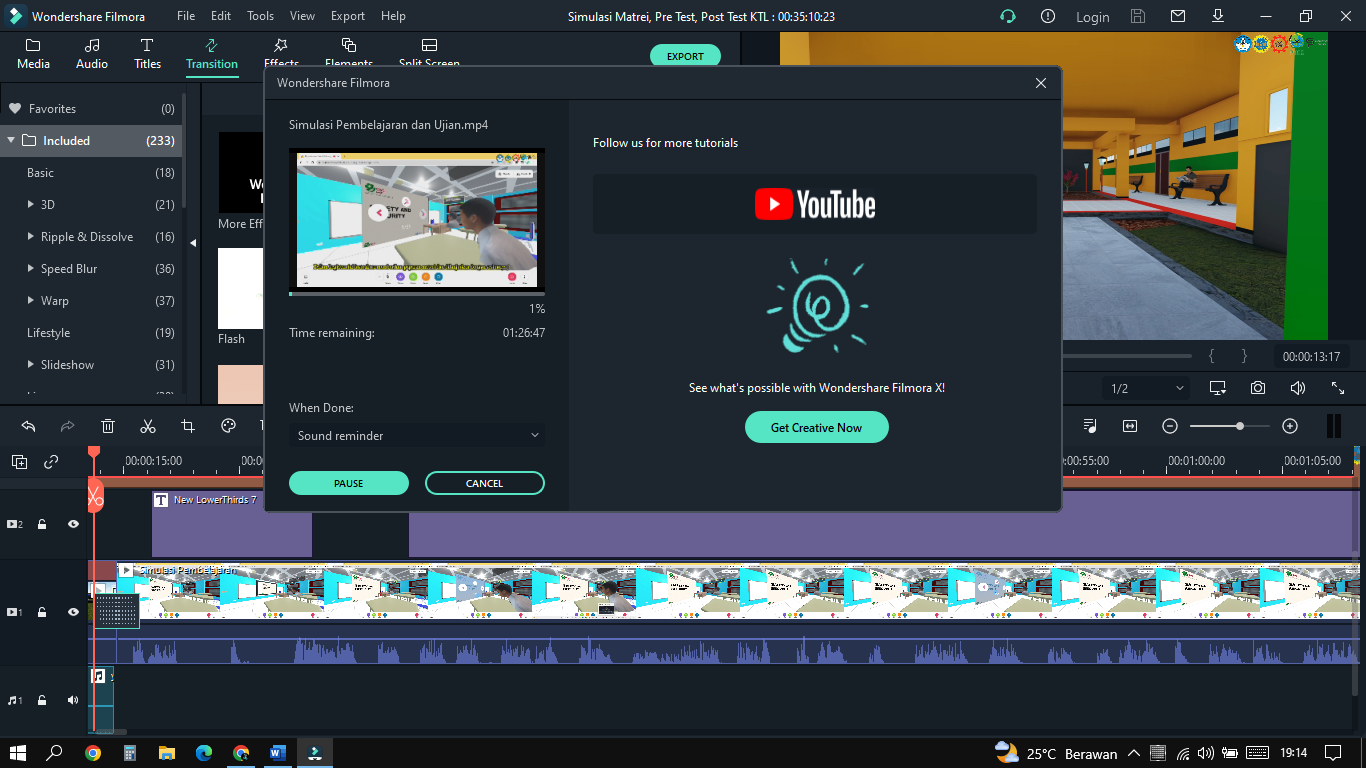 Wondershare Filmora
File Edit Tools View Export Help
Simulasi Matrei, Pre Test, Post Test KTL : 00:35:10:23
Login
Media Audio Titles Transition Effects Elements Split Screen
EXPORT
Favorites (0)
Included (233)
Basic (18)
3D (21)
Ripple & Dissolve (16)
Speed Blur (36)
Warp (37)
Lifestyle (19)
Slideshow (31)
More Eff
Flash
Wondershare Filmora
Simulasi Pembelajaran dan Ujian.mp4
1%
Time remaining: 01:26:47
When Done:
Sound reminder
PAUSE CANCEL
Follow us for more tutorials
YouTube
See what's possible with Wondershare Filmora X!
Get Creative Now
{ } 00:00:13:17
1/2
00:00:15:00
00:00:55:00
00:01:00:00
00:01:05:00
2
T New LowerThirds 7
1
Simulasi Pembelajaran
1
25°C Berawan
19:14